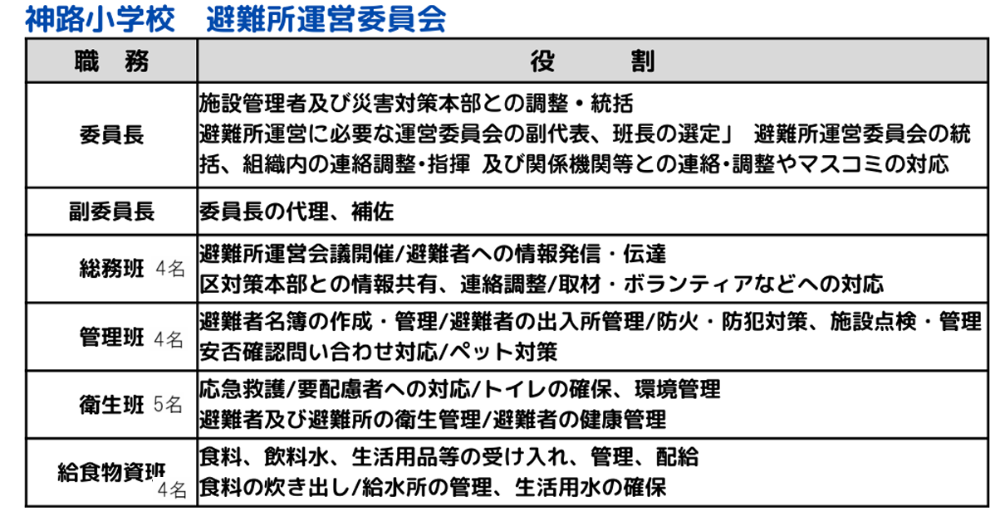 神路小学校　避難所運営委員会
職　務
役　　割
委員長
施設管理者及び災害対策本部との調整・統括
避難所運営に必要な運営委員会の副代表、班長の選定」 避難所運営委員会の統
括、組織内の連絡調整・指揮 及び関係機関等との連絡・調整やマスコミの対応
副委員長
委員長の代理、補佐
総務班 4名
避難所運営会議開催/避難者への情報発信・伝達
区対策本部との情報共有、連絡調整/取材・ボランティアなどへの対応
管理班 4名
避難者名簿の作成・管理/避難者の出入所管理/防火・防犯対策、施設点検・管理
安否確認問い合わせ対応/ペット対策
衛生班 5名
応急救護/要配慮者への対応/トイレの確保、環境管理
避難者及び避難所の衛生管理/避難者の健康管理
給食物資班
4名
食料、飲料水、生活用品等の受け入れ、管理、配給
食料の炊き出し/給水所の管理、生活用水の確保